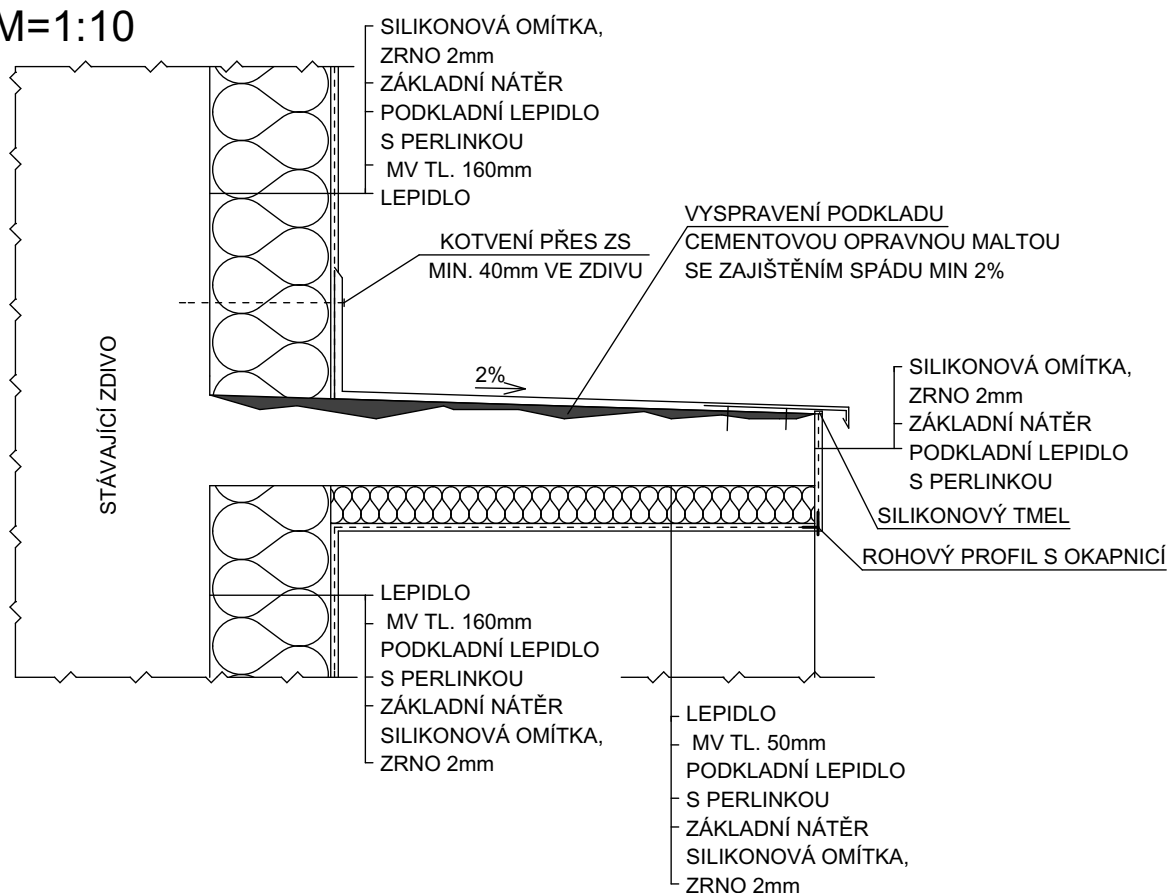 M=1:10
SILIKONOVÁ OMÍTKA,
ZRNO 2mm
ZÁKLADNÍ NÁTĚR
PODKLADNÍ LEPIDLO
S PERLINKOU
MV TL. 160mm
LEPIDLO
KOTVENÍ PŘES ZS
MIN. 40mm VE ZDIVU
VYSPRAVENÍ PODKLADU
CEMENTOVOU OPRAVNOU MALTOU
SE ZAJIŠTĚNÍM SPÁDU MIN 2%
STÁVAJÍCÍ ZDIVO
2%
SILIKONOVÁ OMÍTKA,
ZRNO 2mm
ZÁKLADNÍ NÁTĚR
PODKLADNÍ LEPIDLO
S PERLINKOU
SILIKONOVÝ TMEL
ROHOVÝ PROFIL S OKAPNICÍ
LEPIDLO
MV TL. 160mm
PODKLADNÍ LEPIDLO
S PERLINKOU
ZÁKLADNÍ NÁTĚR
SILIKONOVÁ OMÍTKA,
ZRNO 2mm
LEPIDLO
MV TL. 50mm
PODKLADNÍ LEPIDLO
S PERLINKOU
ZÁKLADNÍ NÁTĚR
SILIKONOVÁ OMÍTKA,
ZRNO 2mm